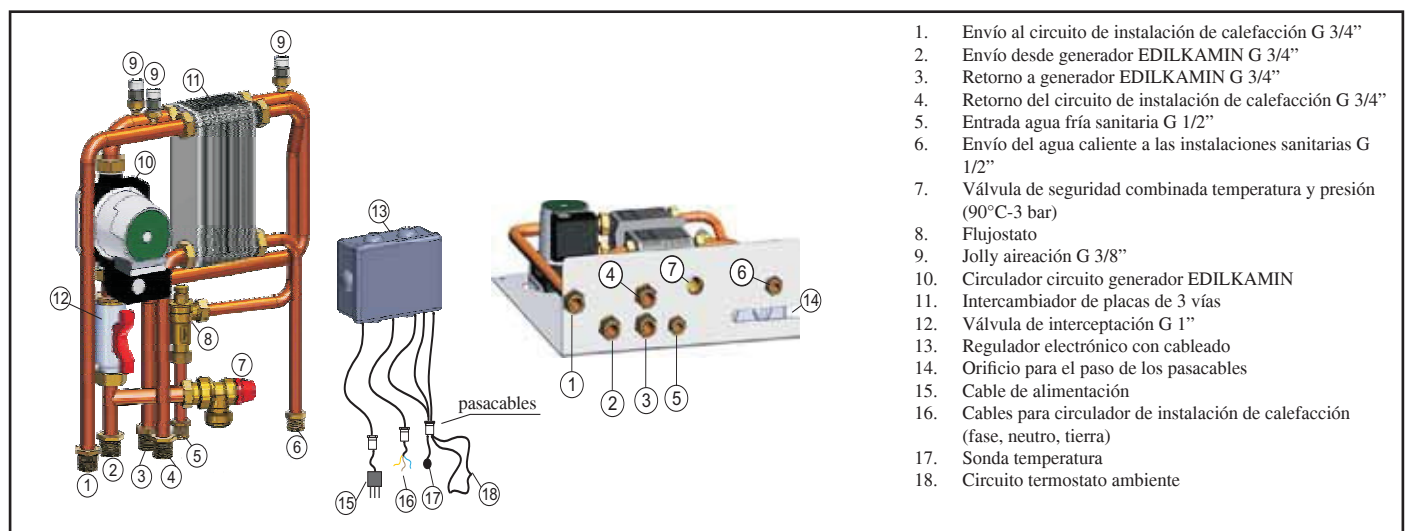 9
9
9
11
10
12
8
7
1
2
3
4
5
6
13
pasacables
15
16
17
18
4
7
6
14
1
2
3
5
1. Envío al circuito de instalación de calefacción G 3/4”
2. Envío desde generador EDILKAMIN G 3/4”
3. Retorno a generador EDILKAMIN G 3/4”
4. Retorno del circuito de instalación de calefacción G 3/4”
5. Entrada agua fría sanitaria G 1/2”
6. Envío del agua caliente a las instalaciones sanitarias G
1/2”
7. Válvula de seguridad combinada temperatura y presión
(90°C-3 bar)
8. Flujostato
9. Jolly aireación G 3/8”
10. Circulador circuito generador EDILKAMIN
11. Intercambiador de placas de 3 vías
12. Válvula de interceptación G 1”
13. Regulador electrónico con cableado
14. Orificio para el paso de los pasacables
15. Cable de alimentación
16. Cables para circulador de instalación de calefacción
(fase, neutro, tierra)
17. Sonda temperatura
18. Circuito termostato ambiente